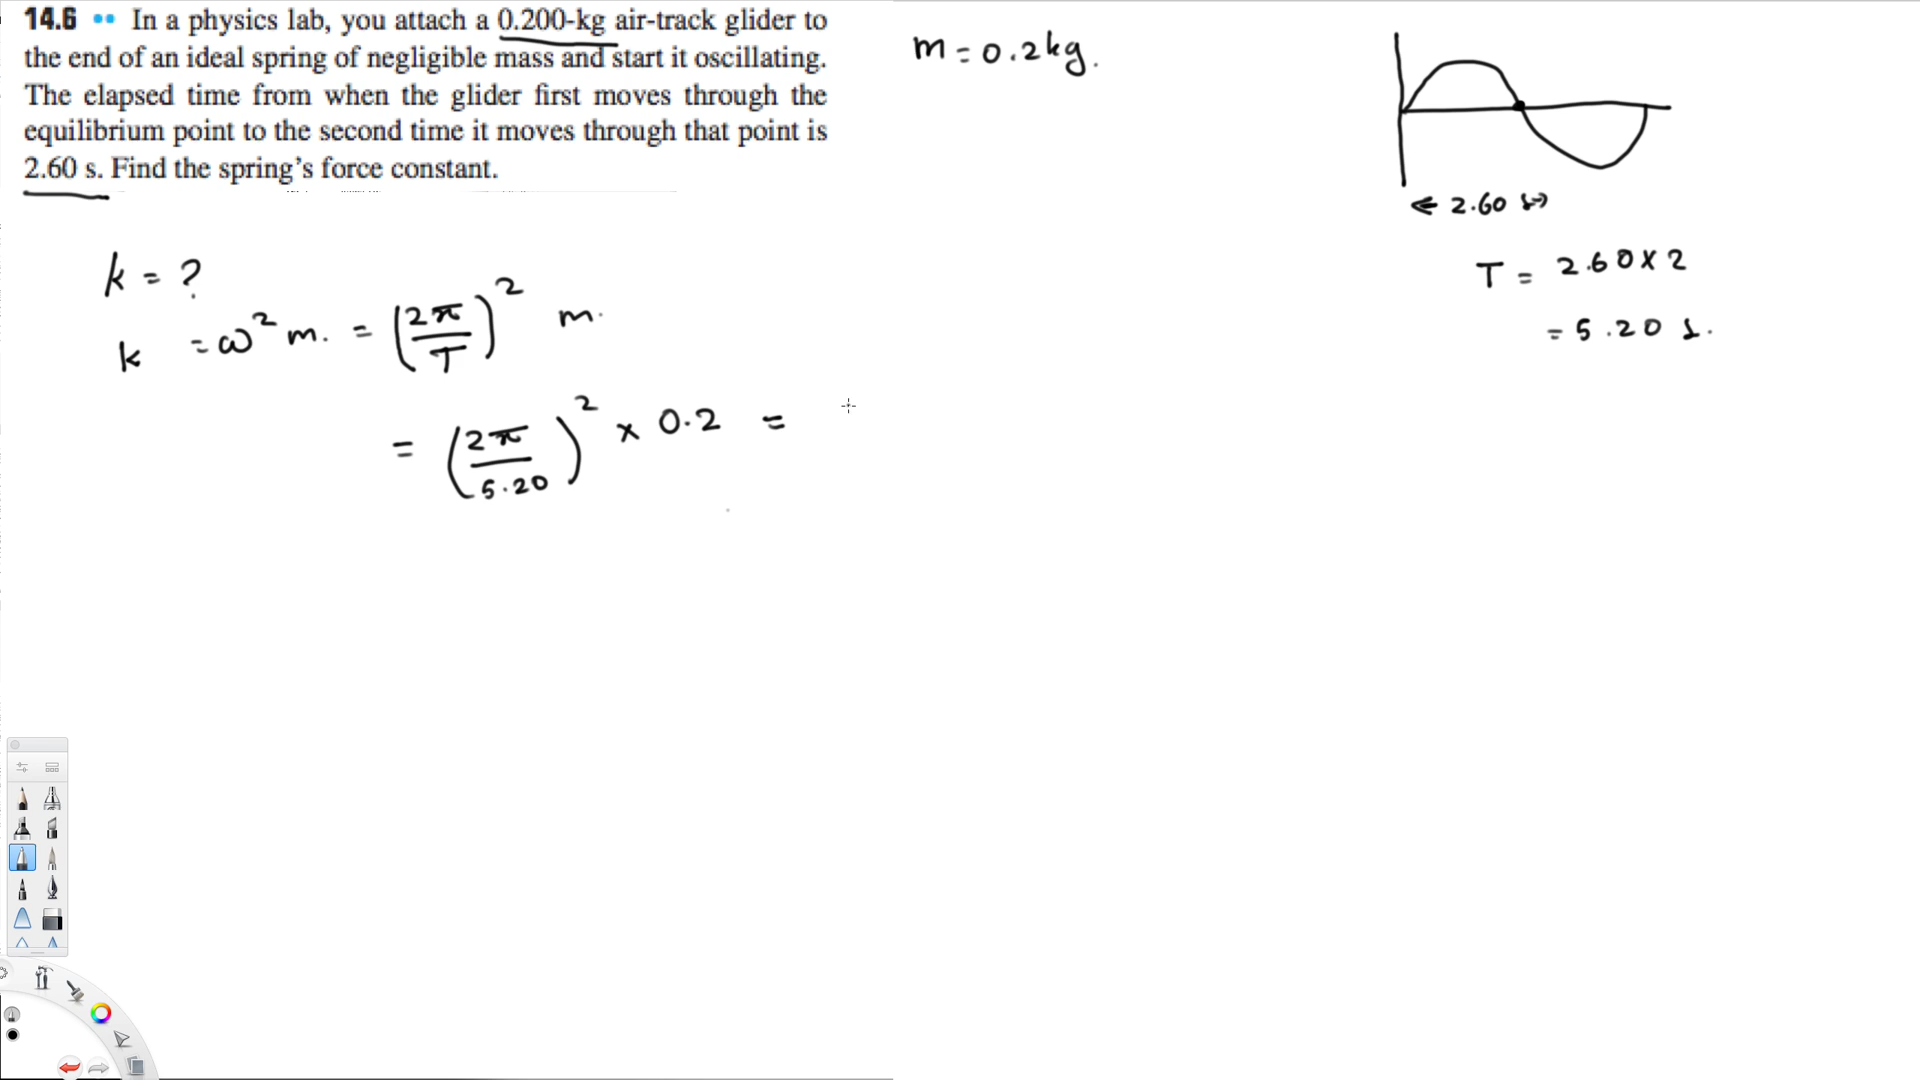 14.6 •• In a physics lab, you attach a 0.200-kg air-track glider to
the end of an ideal spring of negligible mass and start it oscillating.
The elapsed time from when the glider first moves through the
equilibrium point to the second time it moves through that point is
2.60 s. Find the spring's force constant.
m = 0.2 kg.
← 2.60 s →
T = 2.60 x 2
= 5.20 s.
k = ?
k = ω² m. = (2π/T)² m.
= (2π/5.20)² x 0.2 =